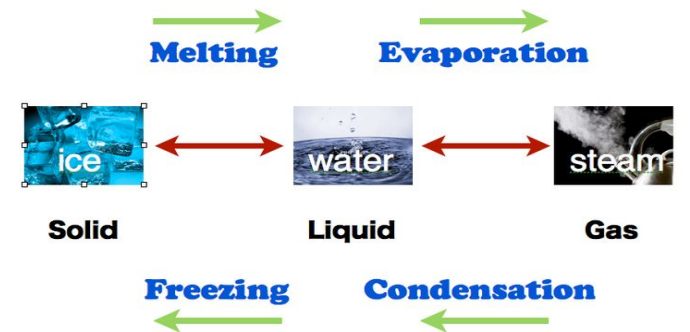 Melting Evaporation
ice water steam
Solid Liquid Gas
Freezing Condensation